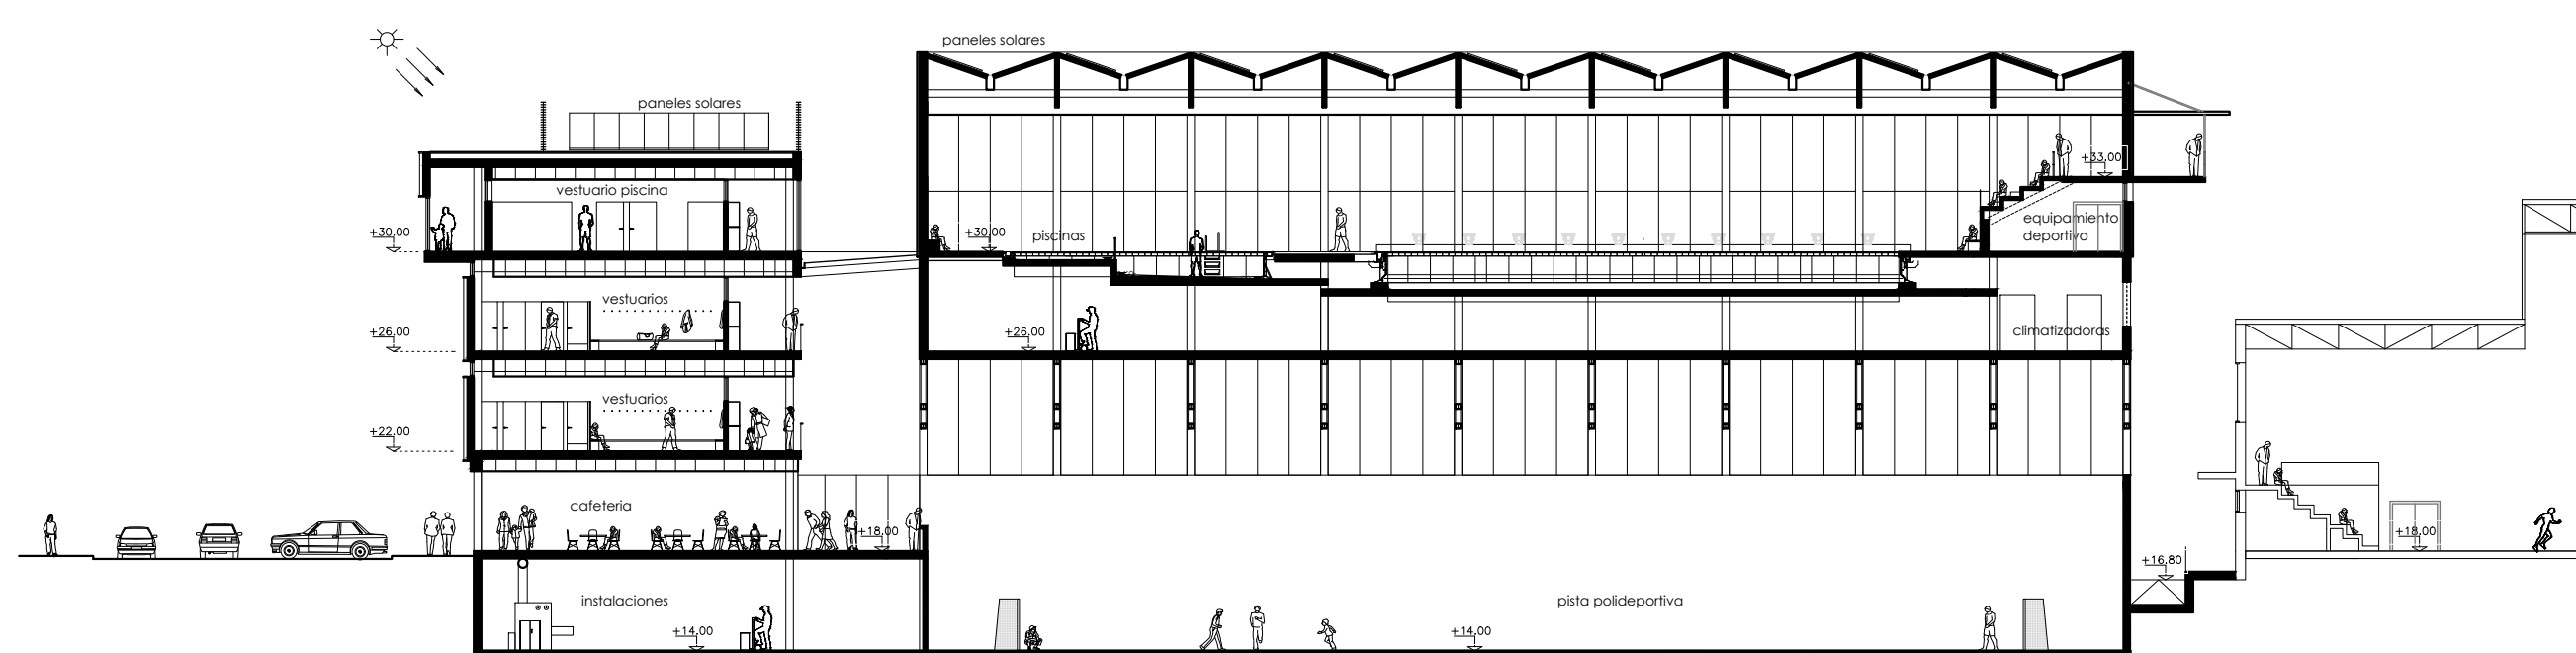 paneles solares
paneles solares
vestuario piscina
+33,00
+30,00
+30,00
piscinas
equipamiento
deportivo
vestuarios
+26,00
+26,00
climatizadoras
vestuarios
+22,00
cafeteria
+18,00
+18,00
+16,80
instalaciones
pista polideportiva
+14,00
+14,00